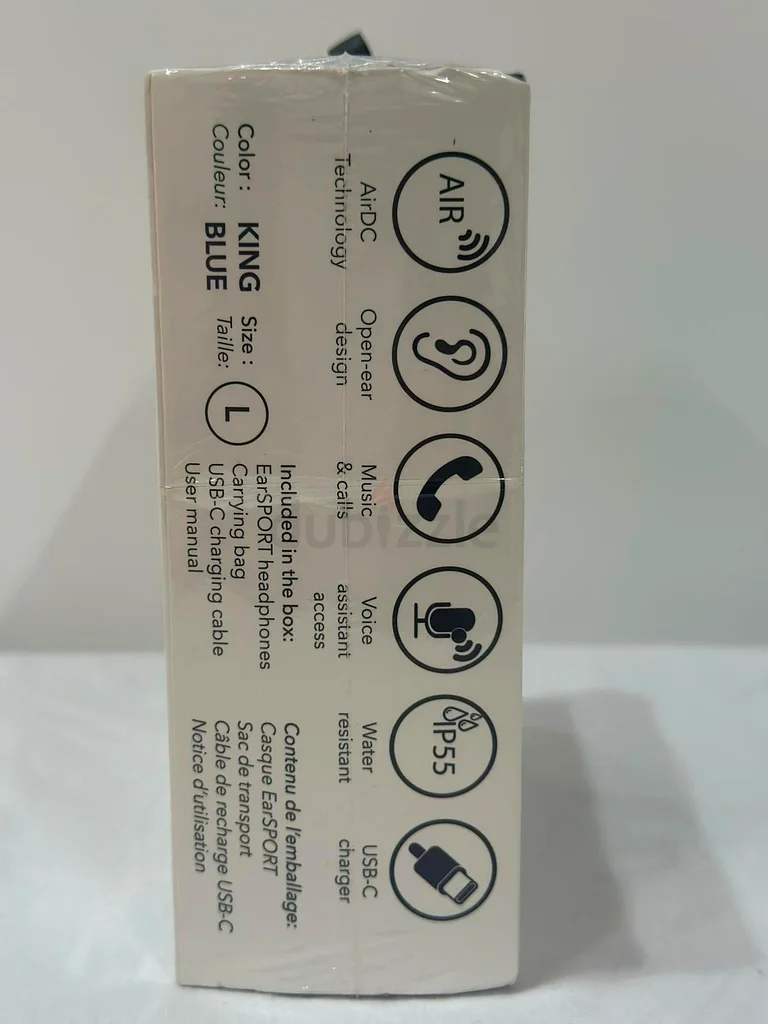 AIR
AirDC
Technology
Open-ear
design
Music
& calls
Voice
assistant
access
IP55
Water
resistant
USB-C
charger
Color : KING
Couleur: BLUE
Size :
Taille:
L
Included in the box:
EarSPORT headphones
Carrying bag
USB-C charging cable
User manual
Contenu de l'emballage:
Casque EarSPORT
Sac de transport
Câble de recharge USB-C
Notice d'utilisation
dubizzle